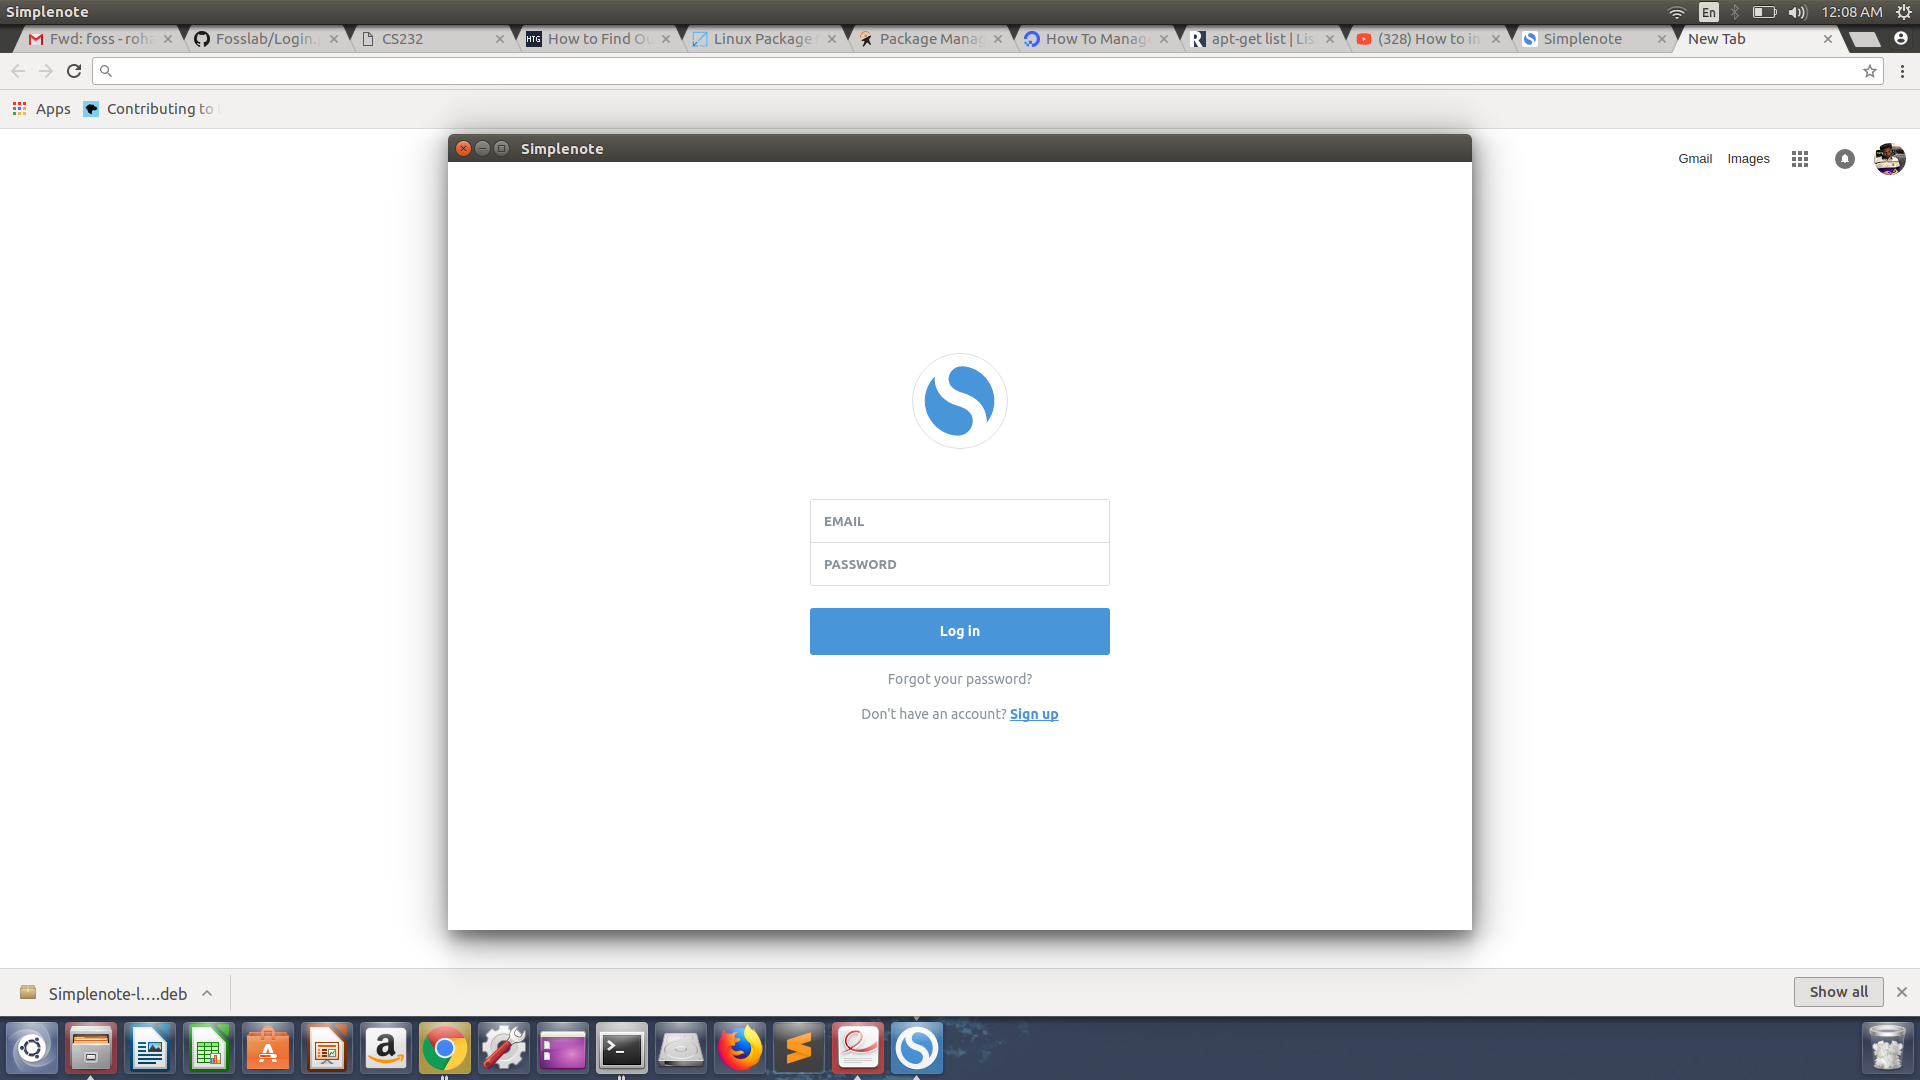 Simplenote
En
12:08 AM
Fwd: foss - roha
Fosslab/Login.
CS232
HTG How to Find Ou
Linux Package
Package Manag
How To Manag
apt-get list | Lis
(328) How to in
Simplenote
New Tab
Apps
Contributing to
Simplenote
Gmail
Images
EMAIL
PASSWORD
Log in
Forgot your password?
Don't have an account? Sign up
Simplenote-l....deb
Show all